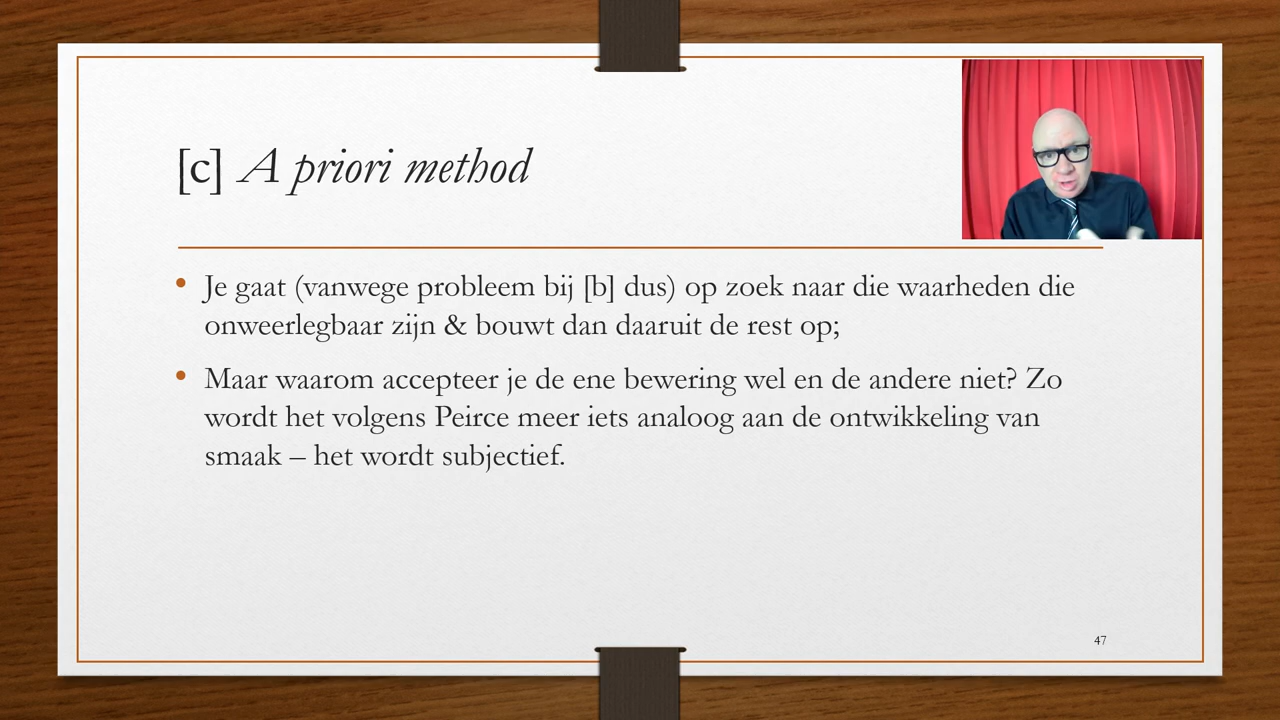 [c] A priori method
• Je gaat (vanwege probleem bij [b] dus) op zoek naar die waarheden die
onweerlegbaar zijn & bouwt dan daaruit de rest op;
• Maar waarom accepteer je de ene bewering wel en de andere niet? Zo
wordt het volgens Peirce meer iets analoog aan de ontwikkeling van
smaak – het wordt subjectief.
47